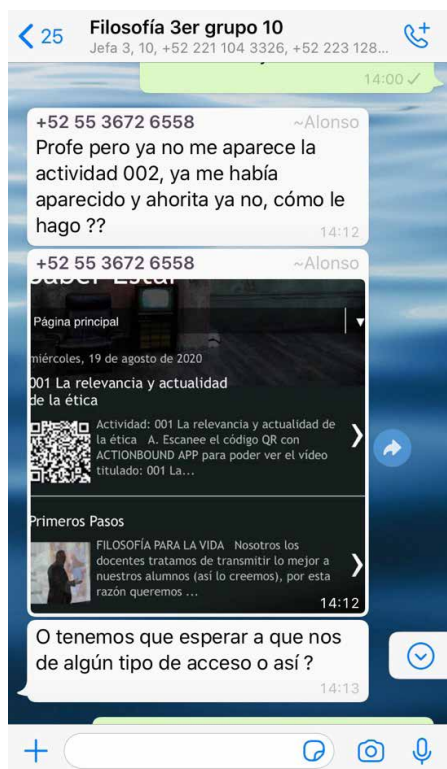 25
Filosofía 3er grupo 10
Jefa 3, 10, +52 221 104 3326, +52 223 128...
14:00
+52 55 3672 6558 ~Alonso
Profe pero ya no me aparece la
actividad 002, ya me había
aparecido y ahorita ya no, cómo le
hago ??
14:12
+52 55 3672 6558 ~Alonso
Saber Estar
Página principal
miércoles, 19 de agosto de 2020
001 La relevancia y actualidad
de la ética
Actividad: 001 La relevancia y actualidad de
la ética A. Escanee el código QR con
ACTIONBOUND APP para poder ver el vídeo
titulado: 001 La...
Primeros Pasos
FILOSOFÍA PARA LA VIDA Nosotros los
docentes tratamos de transmitir lo mejor a
nuestros alumnos (así lo creemos), por esta
razón queremos ...
14:12
O tenemos que esperar a que nos
de algún tipo de acceso o así ?
14:13